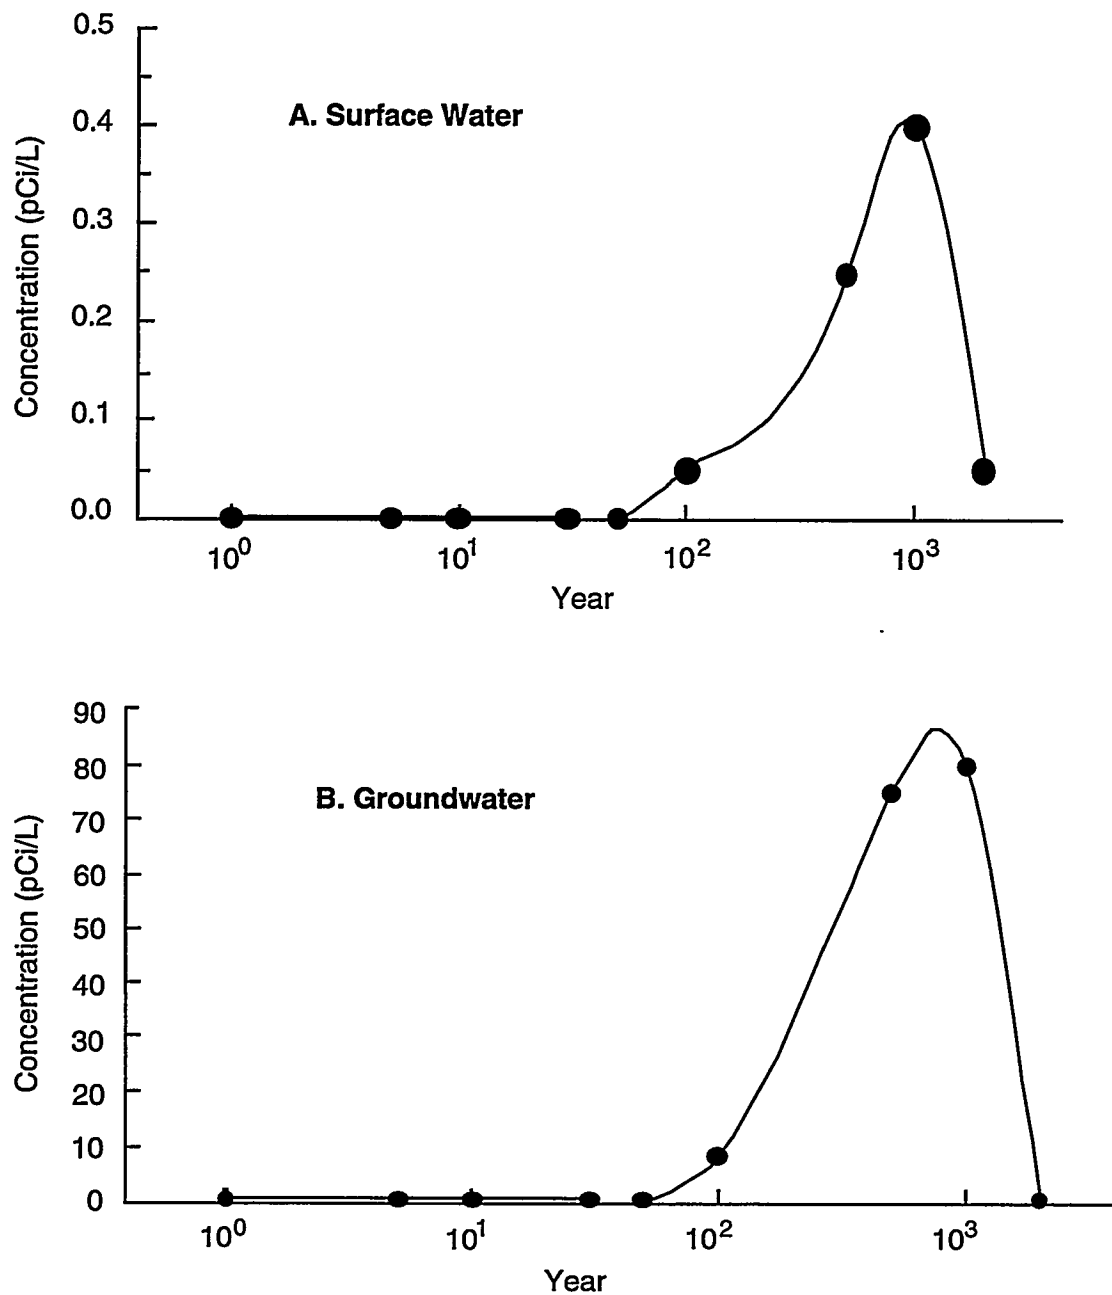 0.5
A. Surface Water
0.4
0.3
0.2
0.1
0.0
Concentration (pCi/L)
10⁰ 10¹ 10² 10³
Year
90
80
B. Groundwater
70
60
50
40
30
20
10
0
Concentration (pCi/L)
10⁰ 10¹ 10² 10³
Year